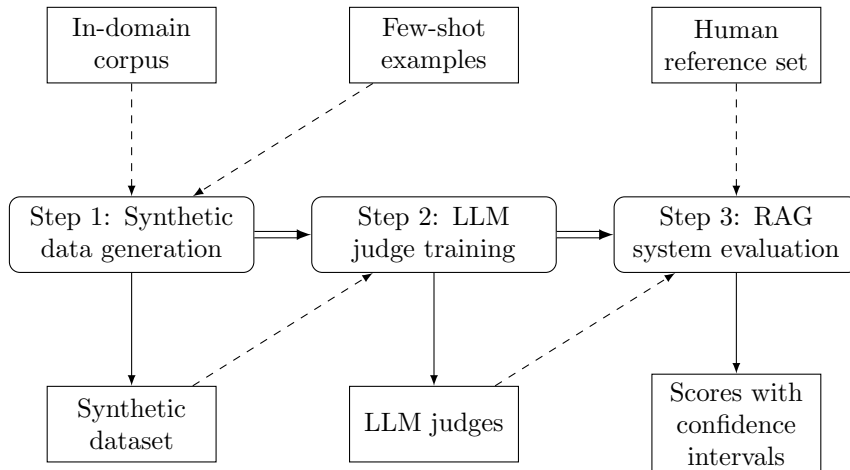 In-domain
corpus
Few-shot
examples
Human
reference set
Step 1: Synthetic
data generation
Step 2: LLM
judge training
Step 3: RAG
system evaluation
Synthetic
dataset
LLM judges
Scores with
confidence
intervals